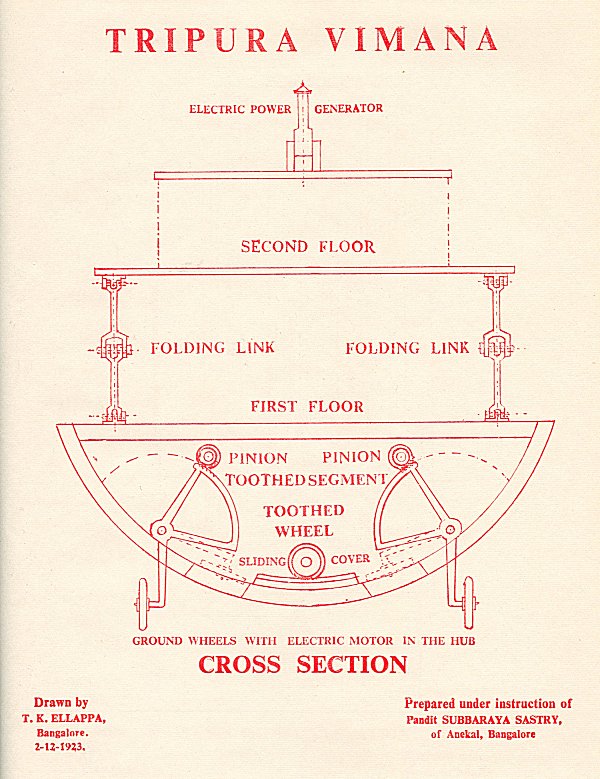 TRIPURA VIMANA
ELECTRIC POWER GENERATOR
SECOND FLOOR
FOLDING LINK FOLDING LINK
FIRST FLOOR
PINION PINION
TOOTHED SEGMENT
TOOTHED
WHEEL
SLIDING COVER
GROUND WHEELS WITH ELECTRIC MOTOR IN THE HUB
CROSS SECTION
Drawn by
T. K. ELLAPPA,
Bangalore.
2-12-1923.
Prepared under instruction of
Pandit SUBBARAYA SASTRY,
of Anekal, Bangalore